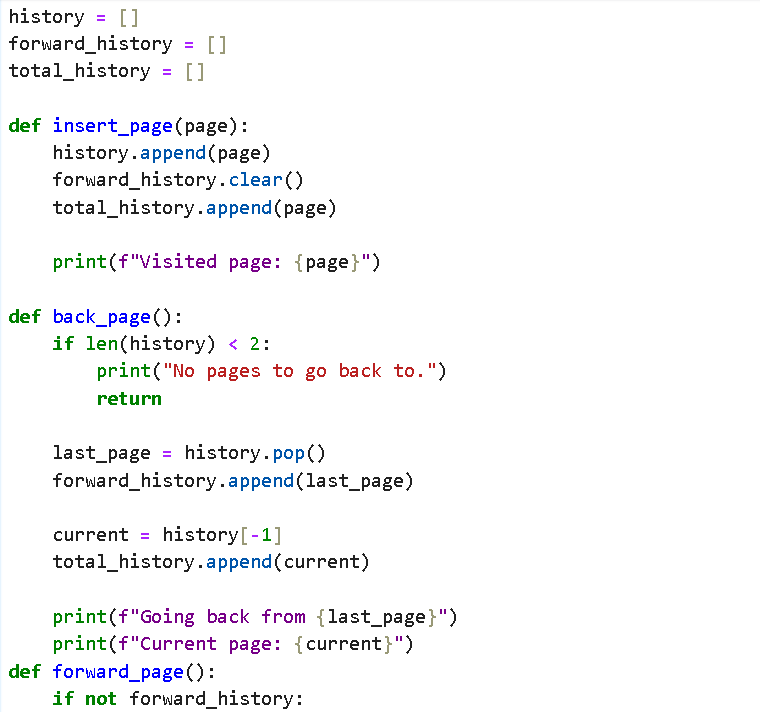 history = []
forward_history = []
total_history = []

def insert_page(page):
    history.append(page)
    forward_history.clear()
    total_history.append(page)

    print(f"Visited page: {page}")

def back_page():
    if len(history) < 2:
        print("No pages to go back to.")
        return

    last_page = history.pop()
    forward_history.append(last_page)

    current = history[-1]
    total_history.append(current)

    print(f"Going back from {last_page}")
    print(f"Current page: {current}")
def forward_page():
    if not forward_history: